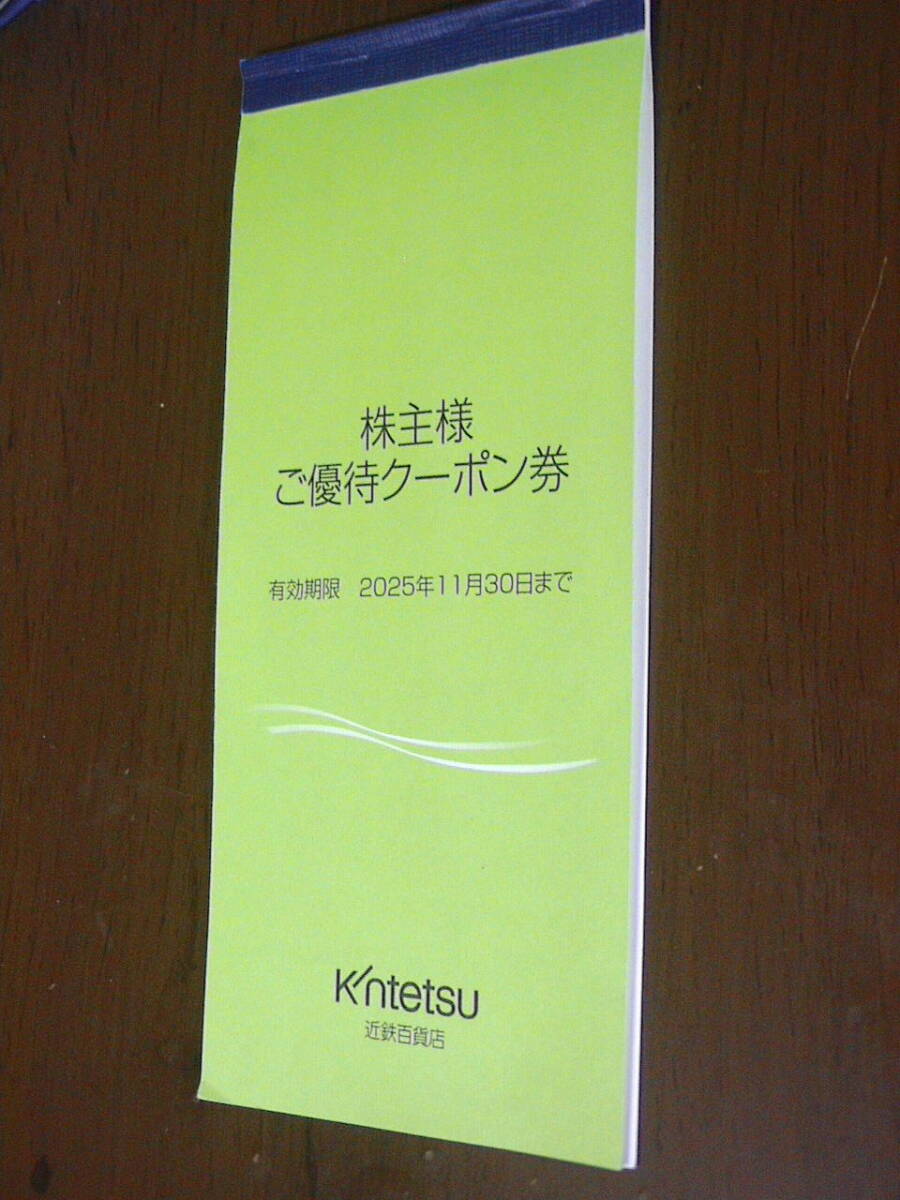 株主様
ご優待クーポン券
有効期限 2025年11月30日まで
Kintetsu
近鉄百貨店